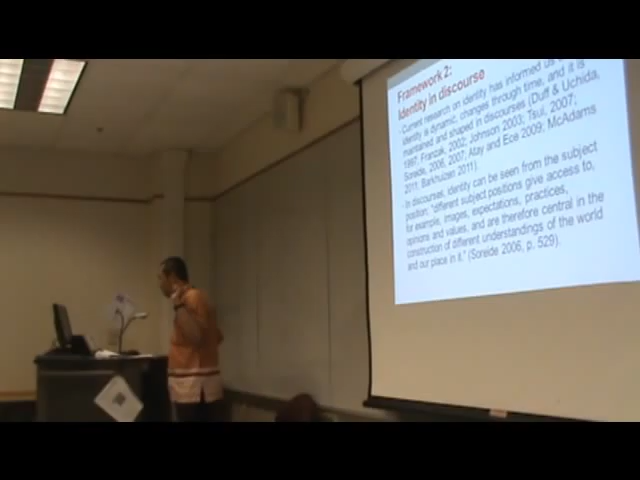 Framework 2:
Identity in discourse
- Current research on identity has informed us
identity is dynamic, changes through time, and it is
maintained and shaped in discourses (Duff & Uchida,
1997, Franzak, 2002; Johnson 2003; Tsui, 2007;
Soreide, 2006, 2007; Atay and Ece 2009; McAdams
2011, Barkhuizen 2011).
-In discourses, identity can be seen from the subject
position; "different subject positions give access to,
for example, images, expectations, practices,
opinions and values, and are therefore central in the
construction of different understandings of the world
and our place in it." (Soreide 2006, p. 529).